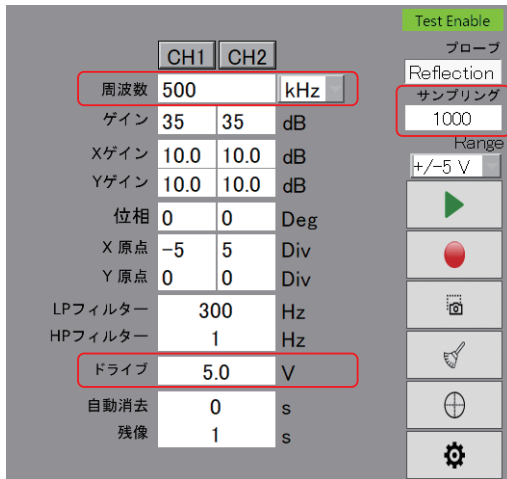 Test Enable
CH1 CH2
プローブ
Reflection
周波数 500 kHz
サンプリング
1000
ゲイン 35 35 dB
Range
+/-5 V
Xゲイン 10.0 10.0 dB
Yゲイン 10.0 10.0 dB
位相 0 0 Deg
X 原点 -5 5 Div
Y 原点 0 0 Div
LPフィルター 300 Hz
HPフィルター 1 Hz
ドライブ 5.0 V
自動消去 0 s
残像 1 s